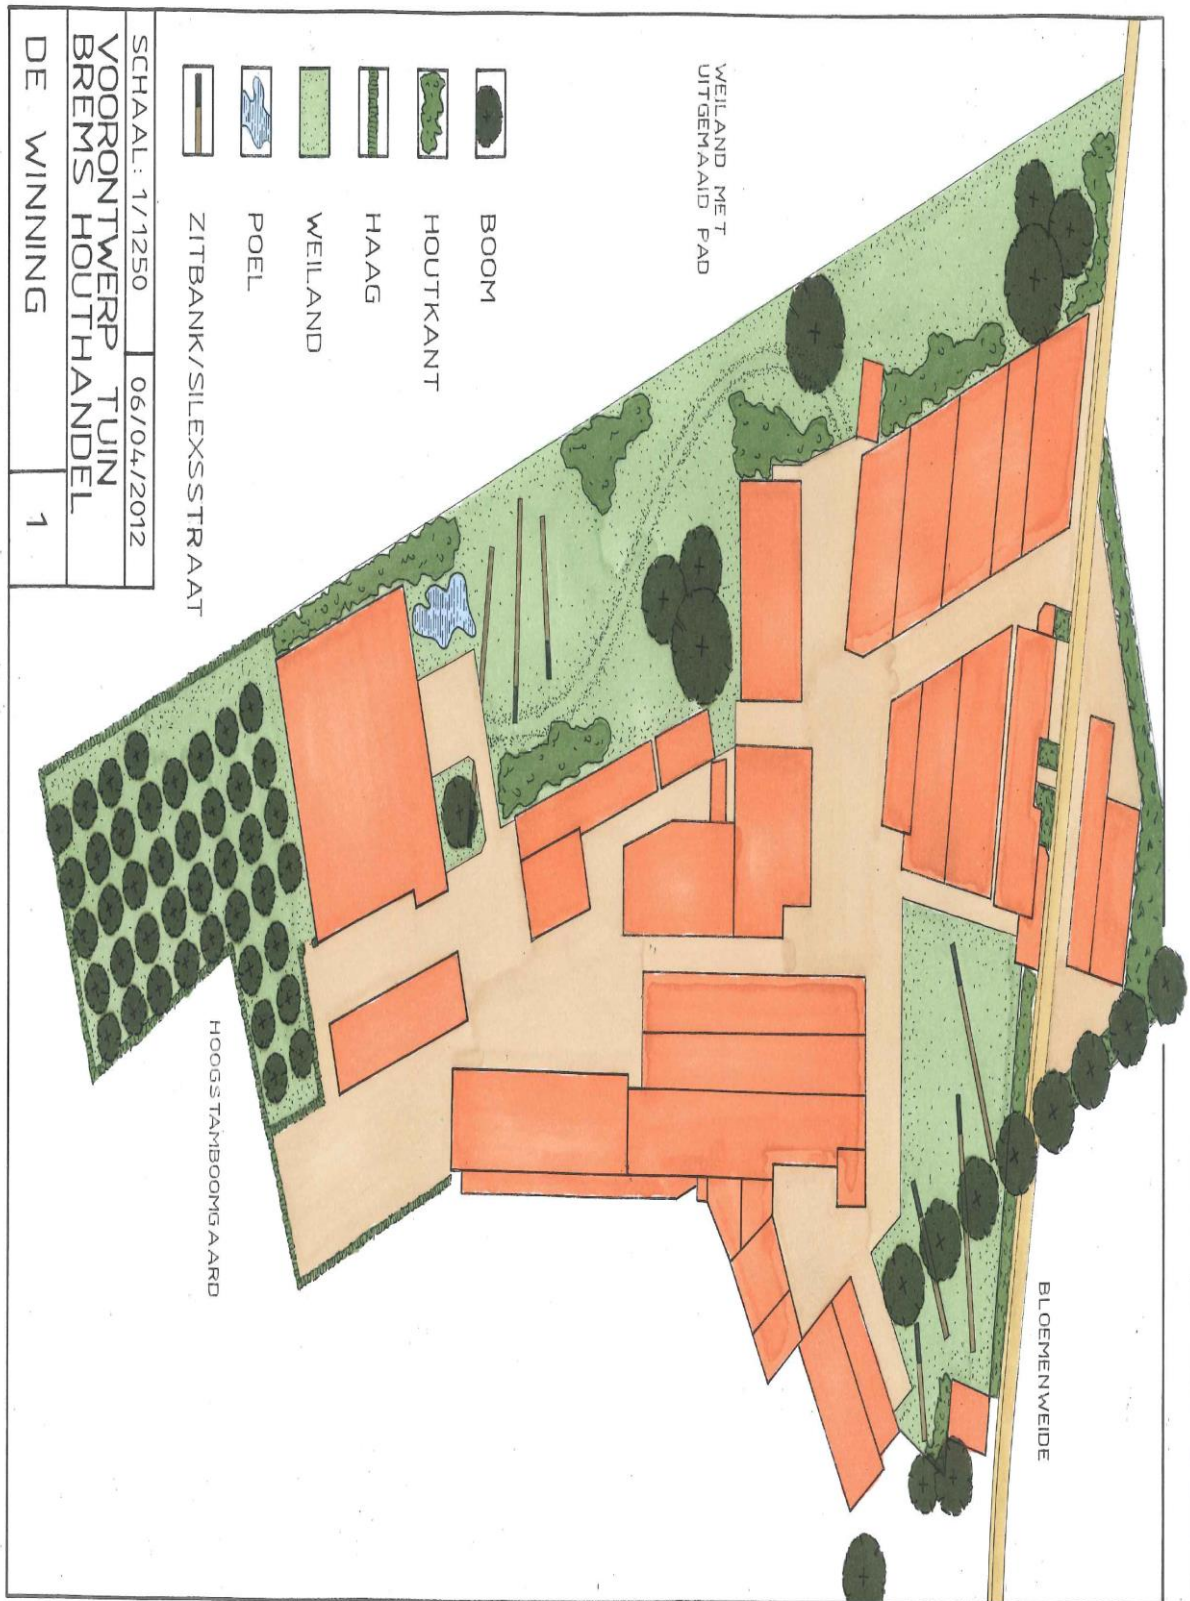 WEILAND MET
UITGEMAAID PAD
BOOM
HOUTKANT
HAAG
WEILAND
POEL
ZITBANK/SILEXSSTRAAT
SCHAAL: 1/1250
06/04/2012
VOORONTWERP TUIN
BREMS HOUTHANDEL
DE WINNING
1
BLOEMENWEIDE
HOOGSTAMBOOMGAARD